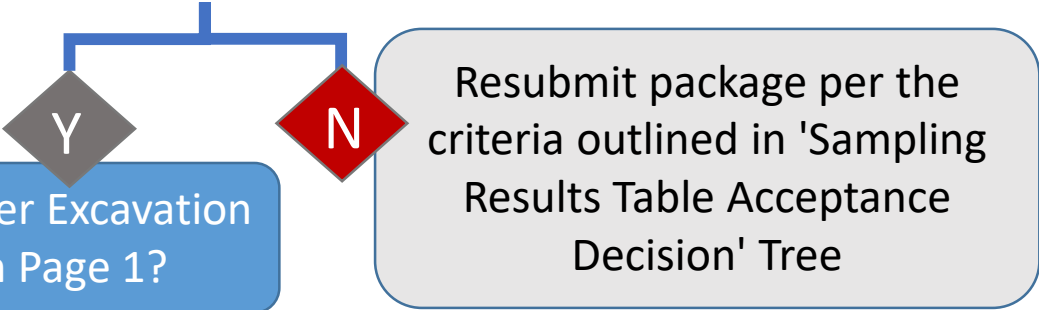 Y
N
Resubmit package per the
criteria outlined in 'Sampling
Results Table Acceptance
Decision' Tree
er Excavation
Page 1?